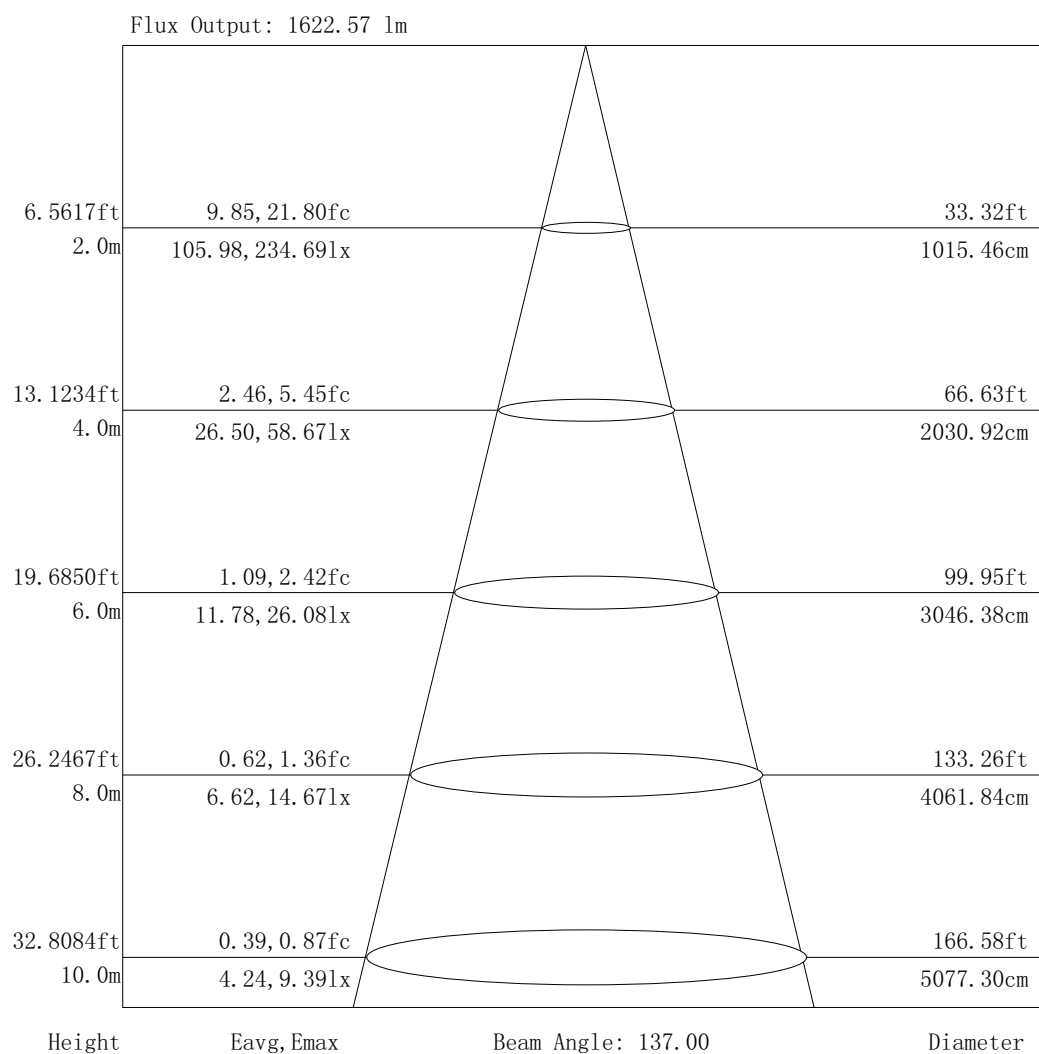 Flux Output: 1622.57 lm
6.5617ft 9.85,21.80fc 33.32ft
2.0m 105.98,234.69lx 1015.46cm
13.1234ft 2.46,5.45fc 66.63ft
4.0m 26.50,58.67lx 2030.92cm
19.6850ft 1.09,2.42fc 99.95ft
6.0m 11.78,26.08lx 3046.38cm
26.2467ft 0.62,1.36fc 133.26ft
8.0m 6.62,14.67lx 4061.84cm
32.8084ft 0.39,0.87fc 166.58ft
10.0m 4.24,9.39lx 5077.30cm
Height Eavg,Emax Beam Angle: 137.00 Diameter